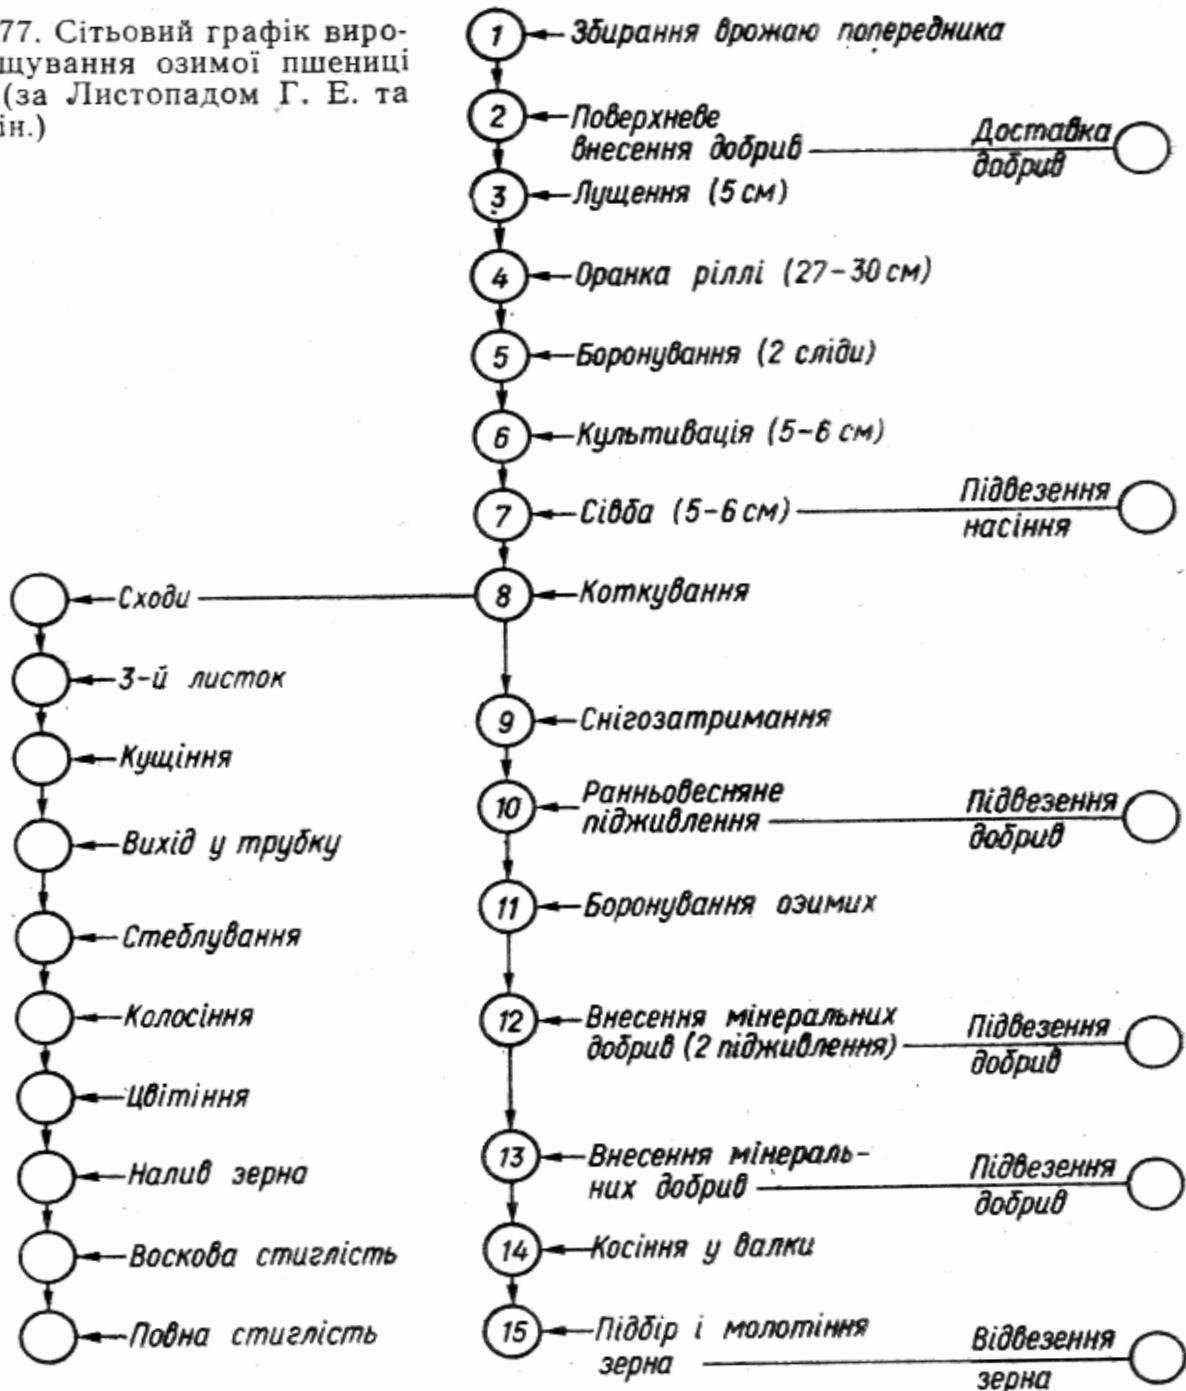 77. Сітьовий графік виро-
щування озимої пшениці
(за Листопадом Г. Е. та
ін.)
1 Збирання врожаю попередника
2 Поверхневе
внесення добрив
Доставка
добрив
3 Лущення (5 см)
4 Оранка ріллі (27-30 см)
5 Боронування (2 сліди)
6 Культивація (5-6 см)
7 Сівба (5-6 см)
Підвезення
насіння
8 Коткування
Сходи
3-й листок
Кущіння
Вихід у трубку
Стеблування
Колосіння
Цвітіння
Налив зерна
Воскова стиглість
Повна стиглість
9 Снігозатримання
10 Ранньовесняне
підживлення
Підвезення
добрив
11 Боронування озимих
12 Внесення мінеральних
добрив (2 підживлення)
Підвезення
добрив
13 Внесення мінераль-
них добрив
Підвезення
добрив
14 Косіння у валки
15 Підбір і молотіння
зерна
Відвезення
зерна